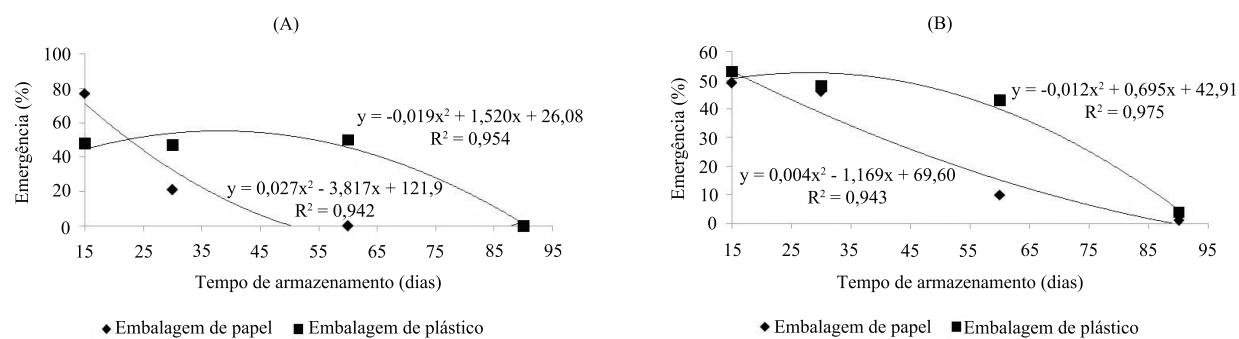 (A)
Emergência (%)
100
80
60
40
20
0
y = -0,019x² + 1,520x + 26,08
R² = 0,954
y = 0,027x² - 3,817x + 121,9
R² = 0,942
15 25 35 45 55 65 75 85 95
Tempo de armazenamento (dias)
Embalagem de papel Embalagem de plástico
(B)
Emergência (%)
60
50
40
30
20
10
0
y = -0,012x² + 0,695x + 42,91
R² = 0,975
y = 0,004x² - 1,169x + 69,60
R² = 0,943
15 25 35 45 55 65 75 85 95
Tempo de armazenamento (dias)
Embalagem de papel Embalagem de plástico